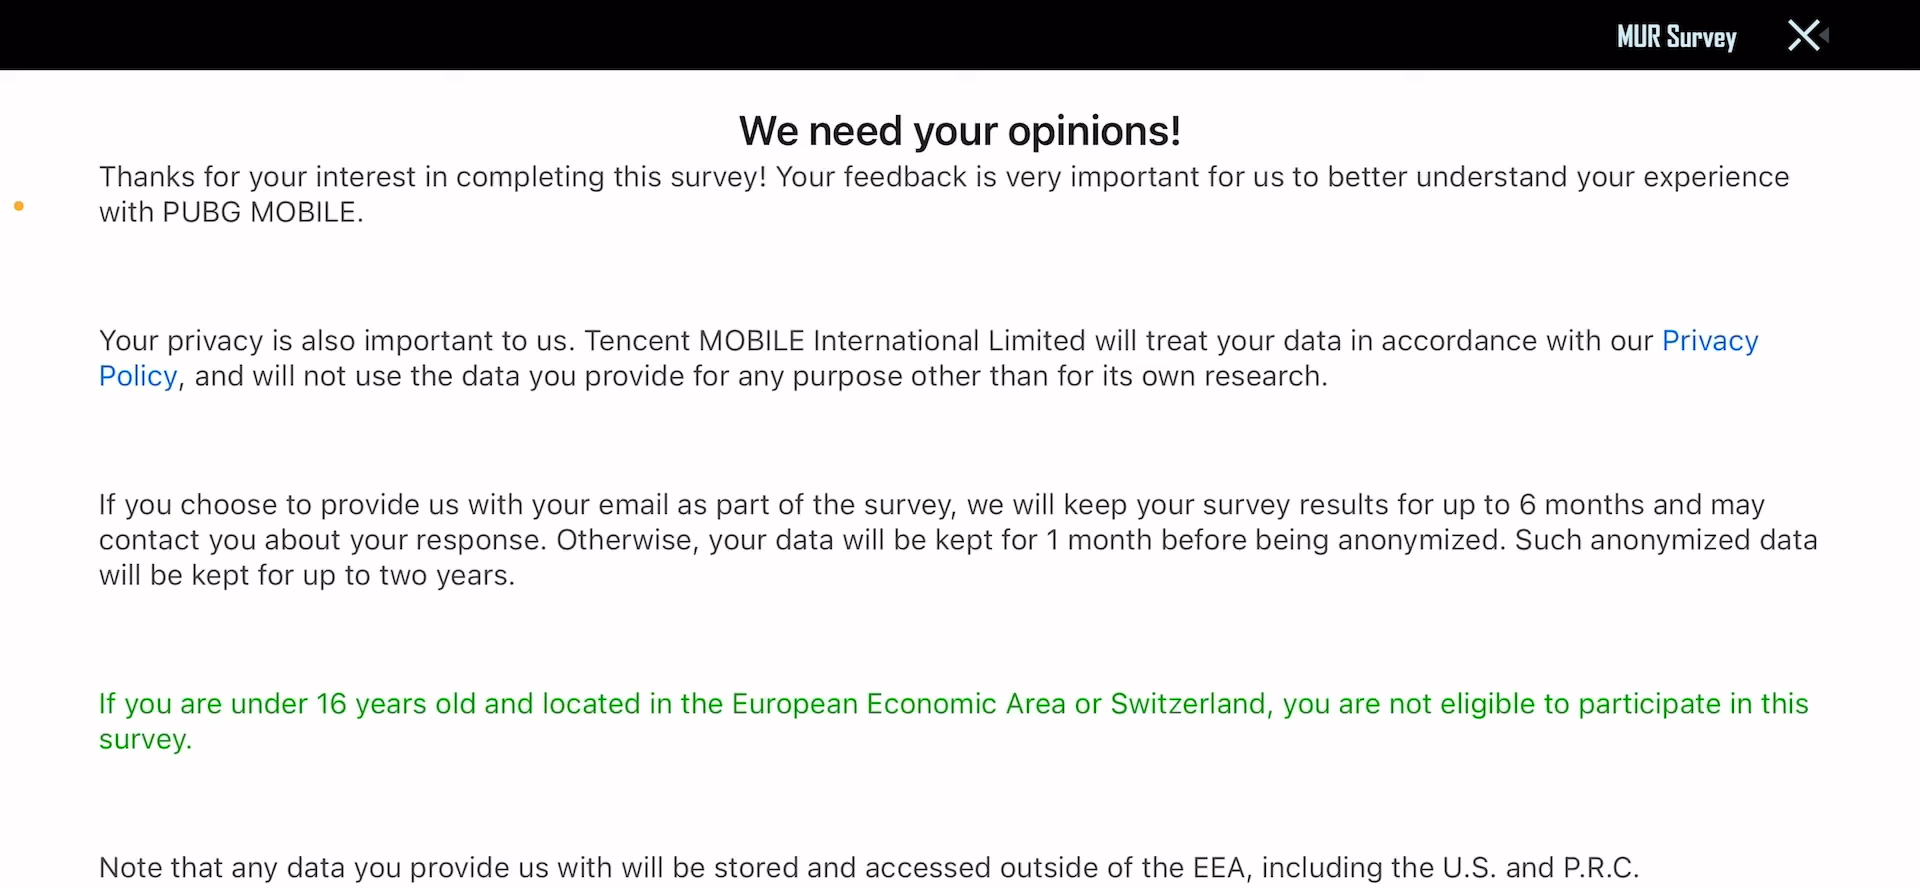 MUR Survey
We need your opinions!
Thanks for your interest in completing this survey! Your feedback is very important for us to better understand your experience
with PUBG MOBILE.
Your privacy is also important to us. Tencent MOBILE International Limited will treat your data in accordance with our Privacy
Policy, and will not use the data you provide for any purpose other than for its own research.
If you choose to provide us with your email as part of the survey, we will keep your survey results for up to 6 months and may
contact you about your response. Otherwise, your data will be kept for 1 month before being anonymized. Such anonymized data
will be kept for up to two years.
If you are under 16 years old and located in the European Economic Area or Switzerland, you are not eligible to participate in this
survey.
Note that any data you provide us with will be stored and accessed outside of the EEA, including the U.S. and P.R.C.